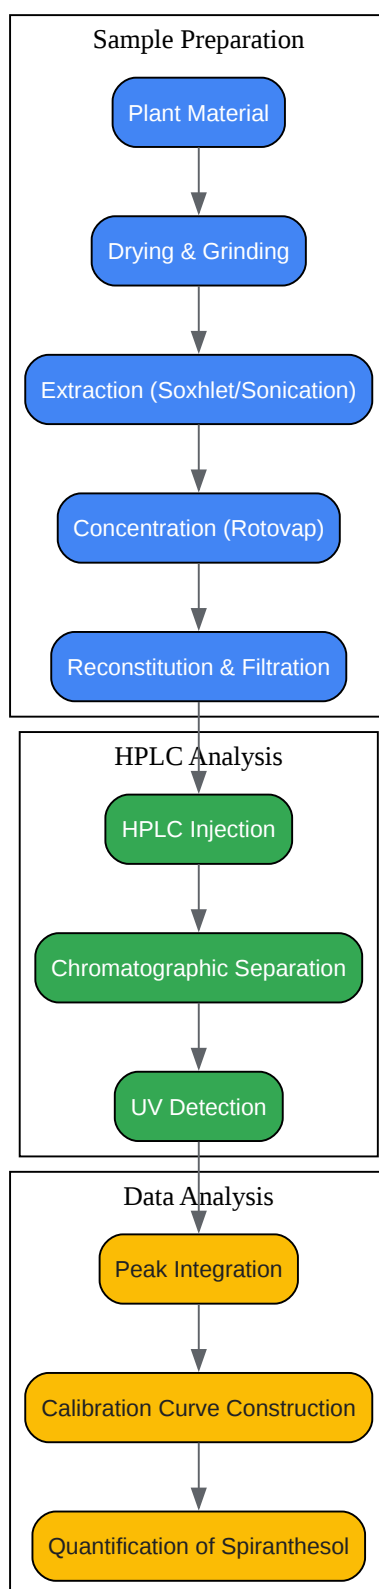 Sample Preparation
Plant Material
Drying & Grinding
Extraction (Soxhlet/Sonication)
Concentration (Rotovap)
Reconstitution & Filtration
HPLC Analysis
HPLC Injection
Chromatographic Separation
UV Detection
Data Analysis
Peak Integration
Calibration Curve Construction
Quantification of Spiranthesol